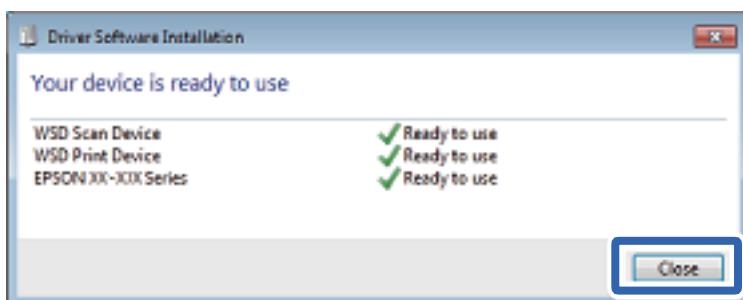 Driver Software Installation
Your device is ready to use
WSD Scan Device Ready to use
WSD Print Device Ready to use
EPSON XX-XXX Series Ready to use
Close